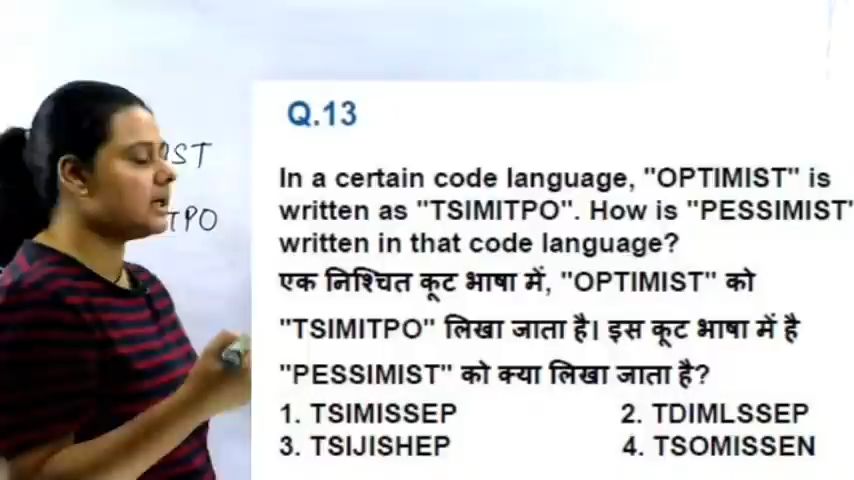 Q.13
In a certain code language, "OPTIMIST" is
written as "TSIMITPO". How is "PESSIMIST"
written in that code language?
एक निश्चित कूट भाषा में, "OPTIMIST" को
"TSIMITPO" लिखा जाता है। इस कूट भाषा में है
"PESSIMIST" को क्या लिखा जाता है?
1. TSIMISSEP 2. TDIMLSSEP
3. TSIJISHEP 4. TSOMISSEN